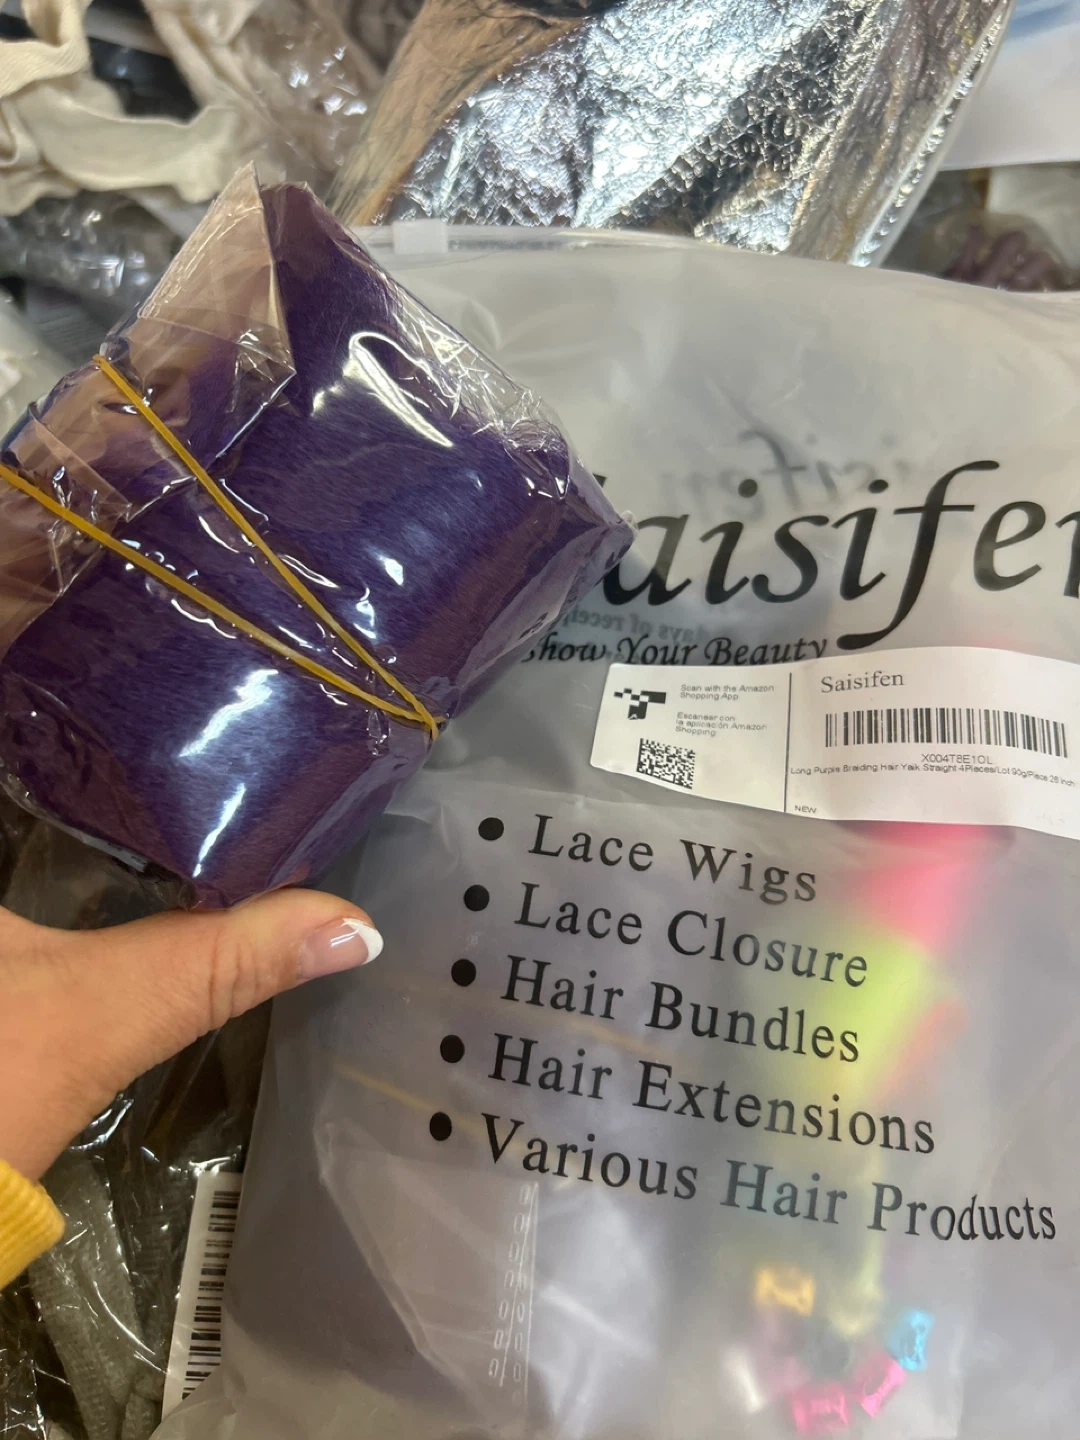 aisifen
Show Your Beauty
Scan with the Amazon
Shopping App
Escanear con
la aplicación Amazon
Shopping
Saisifen
X004T8E1OL
Long Purple Braiding Hair Yaik Straight 4Pieces/Lot 90g/Piece 26 inch
NEW
● Lace Wigs
● Lace Closure
● Hair Bundles
● Hair Extensions
● Various Hair Products